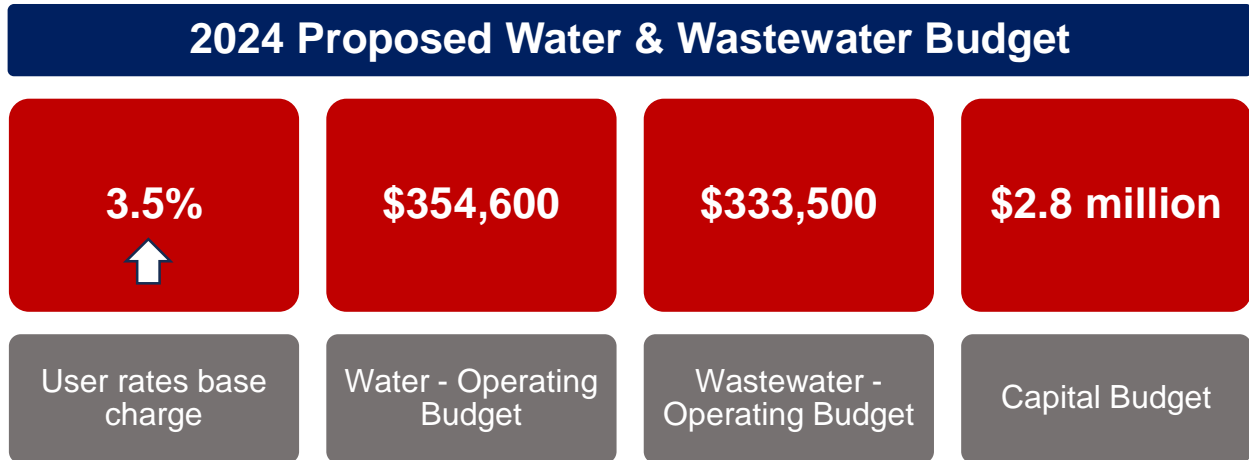 2024 Proposed Water & Wastewater Budget
3.5%
$354,600
$333,500
$2.8 million
User rates base
charge
Water - Operating
Budget
Wastewater -
Operating Budget
Capital Budget